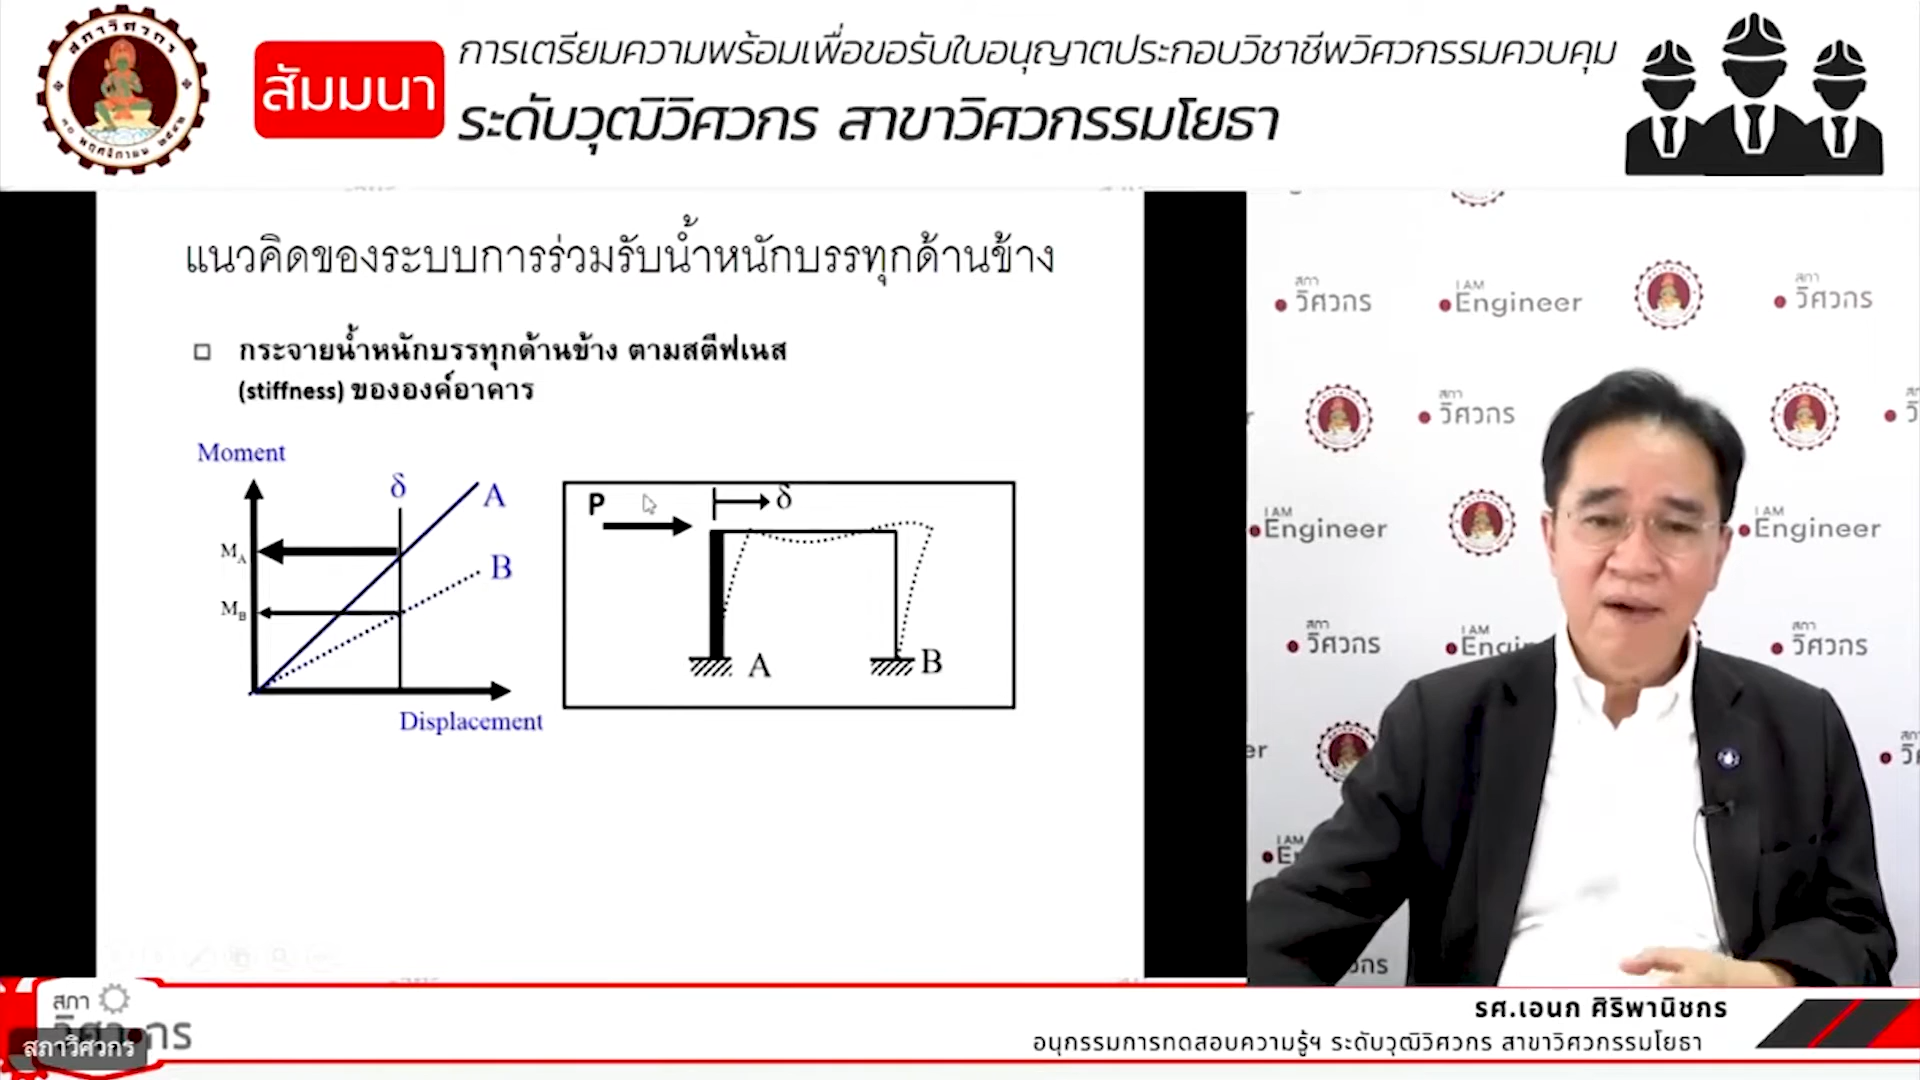 สภาวิศวกร
สัมมนา
การเตรียมความพร้อมเพื่อขอรับใบอนุญาตประกอบวิชาชีพวิศวกรรมควบคุม
ระดับวุฒิวิศวกร สาขาวิศวกรรมโยธา
แนวคิดของระบบการร่วมรับน้ำหนักบรรทุกด้านข้าง
กระจายน้ำหนักบรรทุกด้านข้าง ตามสตีฟเนส
(stiffness) ขององค์อาคาร
Moment
δ
A
B
M_A
M_B
Displacement
P
δ
A
B
สภา
วิศวกร
I AM
Engineer
สภา
วิศวกร
สภา
วิศวกร
I AM
Engineer
I AM
Engineer
สภา
วิศวกร
สภา
วิศวกร
สภา
สภาวิศวกร
รศ.เอนก ศิริพานิชกร
อนุกรรมการทดสอบความรู้ฯ ระดับวุฒิวิศวกร สาขาวิศวกรรมโยธา